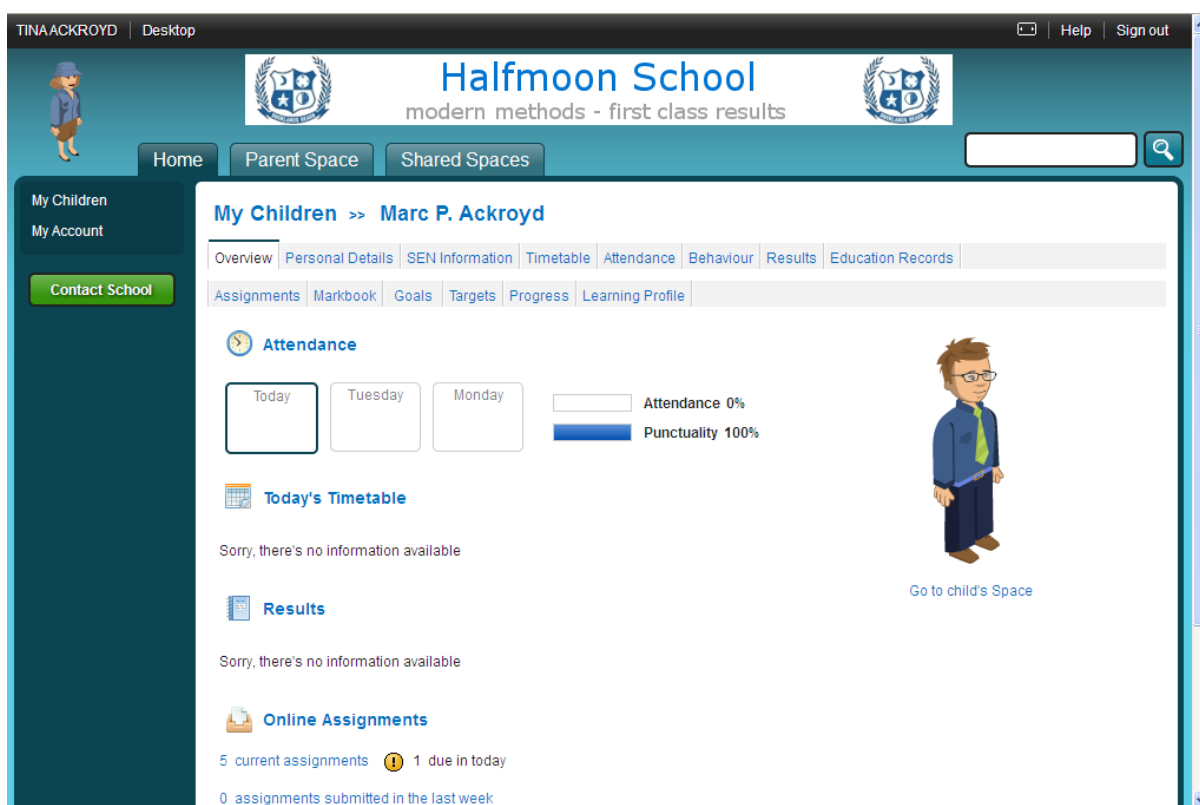 TINA ACKROYD Desktop Help Sign out
Halfmoon School
modern methods - first class results
Home Parent Space Shared Spaces
My Children
My Account
Contact School
My Children >> Marc P. Ackroyd
Overview Personal Details SEN Information Timetable Attendance Behaviour Results Education Records
Assignments Markbook Goals Targets Progress Learning Profile
Attendance
Today Tuesday Monday
Attendance 0%
Punctuality 100%
Today's Timetable
Sorry, there's no information available
Go to child's Space
Results
Sorry, there's no information available
Online Assignments
5 current assignments 1 due in today
0 assignments submitted in the last week